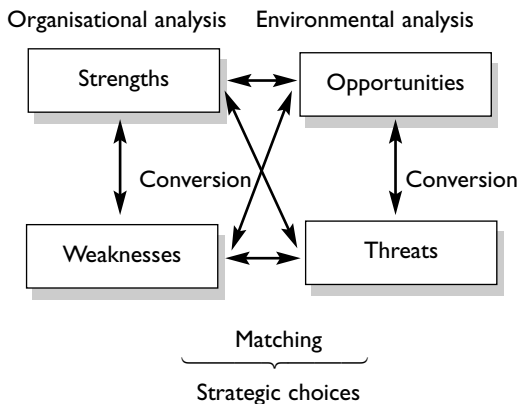 Organisational analysis
Environmental analysis
Strengths
Opportunities
Conversion
Conversion
Weaknesses
Threats
Matching
Strategic choices